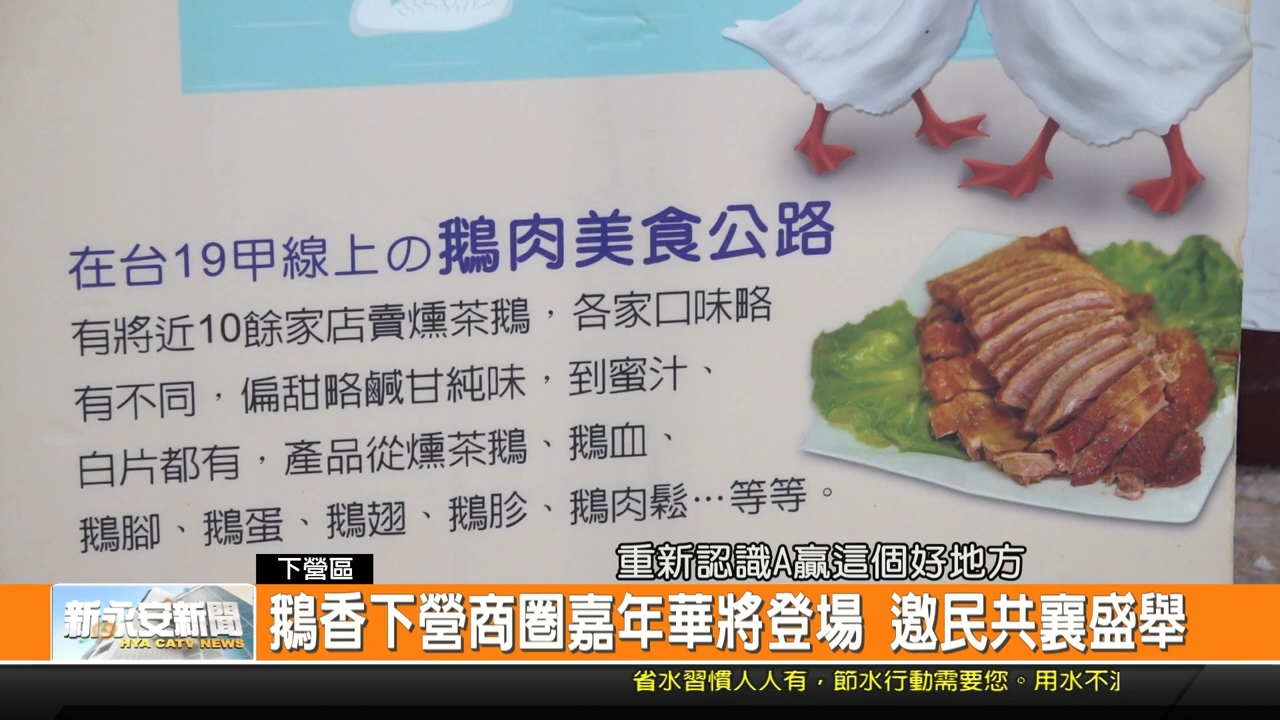 在台19甲線上の鵝肉美食公路
有將近10餘家店賣燻茶鵝，各家口味略
有不同，偏甜略鹹甘純味，到蜜汁、
白片都有，產品從燻茶鵝、鵝血、
鵝腳、鵝蛋、鵝翅、鵝胗、鵝肉鬆…等等。
重新認識A贏這個好地方
下營區
新永安新聞
HYA CATV NEWS
鵝香下營商圈嘉年華將登場 邀民共襄盛舉
省水習慣人人有，節水行動需要您。用水不